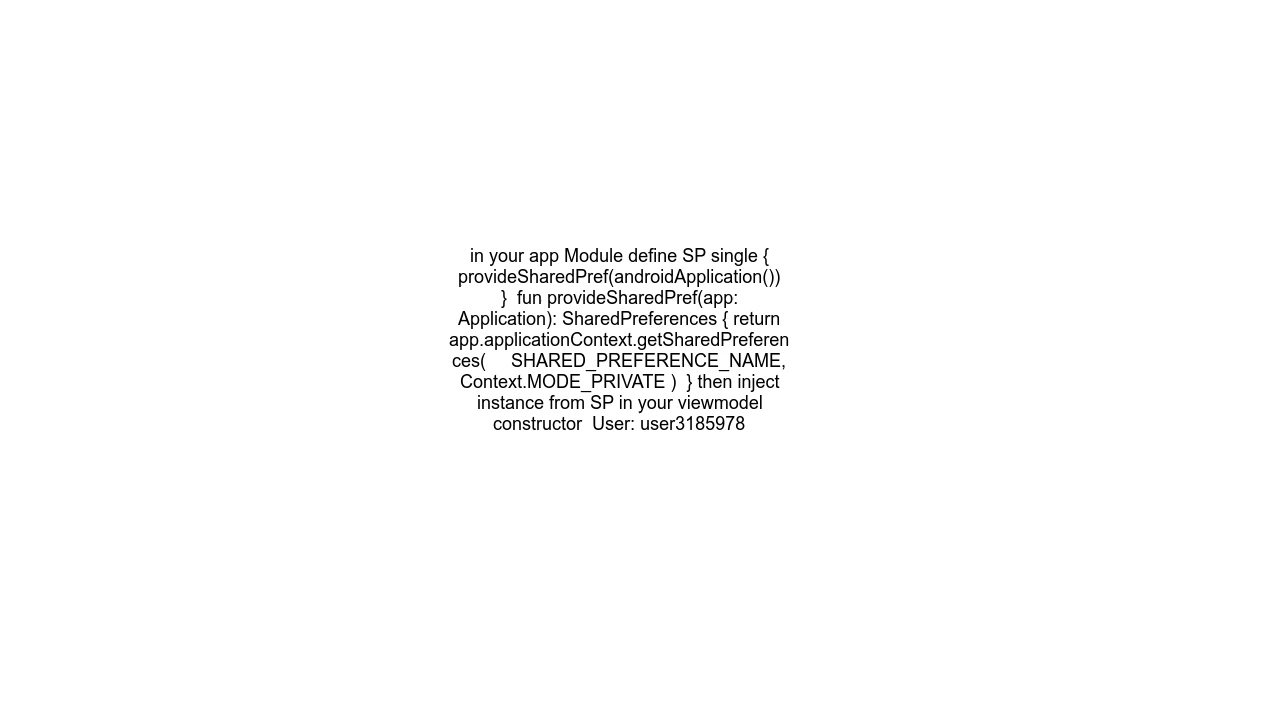 in your app Module define SP single {
provideSharedPref(androidApplication())
} fun provideSharedPref(app:
Application): SharedPreferences { return
app.applicationContext.getSharedPreferen
ces( SHARED_PREFERENCE_NAME,
Context.MODE_PRIVATE ) } then inject
instance from SP in your viewmodel
constructor User: user3185978